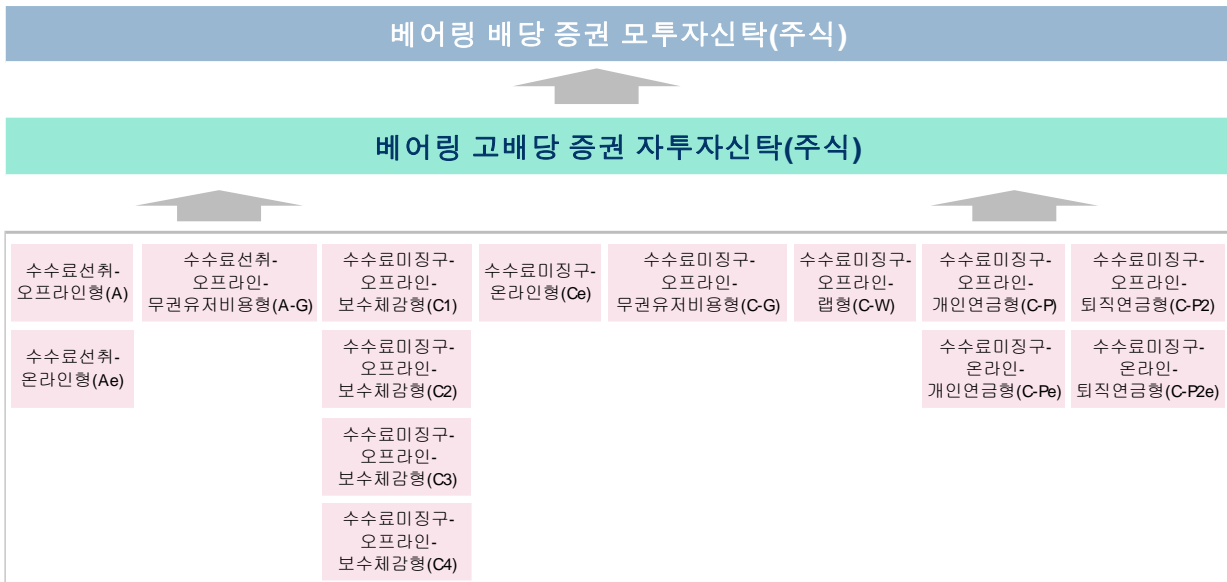 베어링 배당 증권 모투자신탁(주식)
베어링 고배당 증권 자투자신탁(주식)
수수료선취-
오프라인형(A)
수수료선취-
오프라인-
무권유저비용형(A-G)
수수료미징구-
오프라인-
보수체감형(C1)
수수료미징구-
온라인형(Ce)
수수료미징구-
오프라인-
무권유저비용형(C-G)
수수료미징구-
오프라인-
랩형(C-W)
수수료미징구-
오프라인-
개인연금형(C-P)
수수료미징구-
오프라인-
퇴직연금형(C-P2)
수수료선취-
온라인형(Ae)
수수료미징구-
오프라인-
보수체감형(C2)
수수료미징구-
온라인-
개인연금형(C-Pe)
수수료미징구-
온라인-
퇴직연금형(C-P2e)
수수료미징구-
오프라인-
보수체감형(C3)
수수료미징구-
오프라인-
보수체감형(C4)